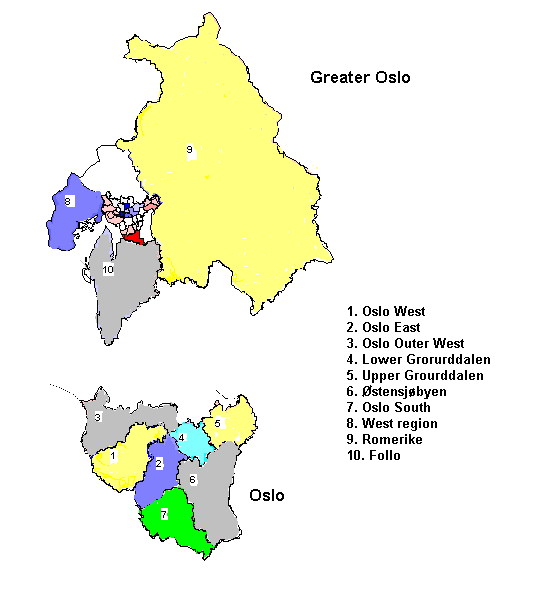 Greater Oslo
9
8
10
1. Oslo West
2. Oslo East
3. Oslo Outer West
4. Lower Grorurddalen
5. Upper Grourddalen
6. Østensjøbyen
7. Oslo South
8. West region
9. Romerike
10. Follo
3
5
4
1
2
6
Oslo
7